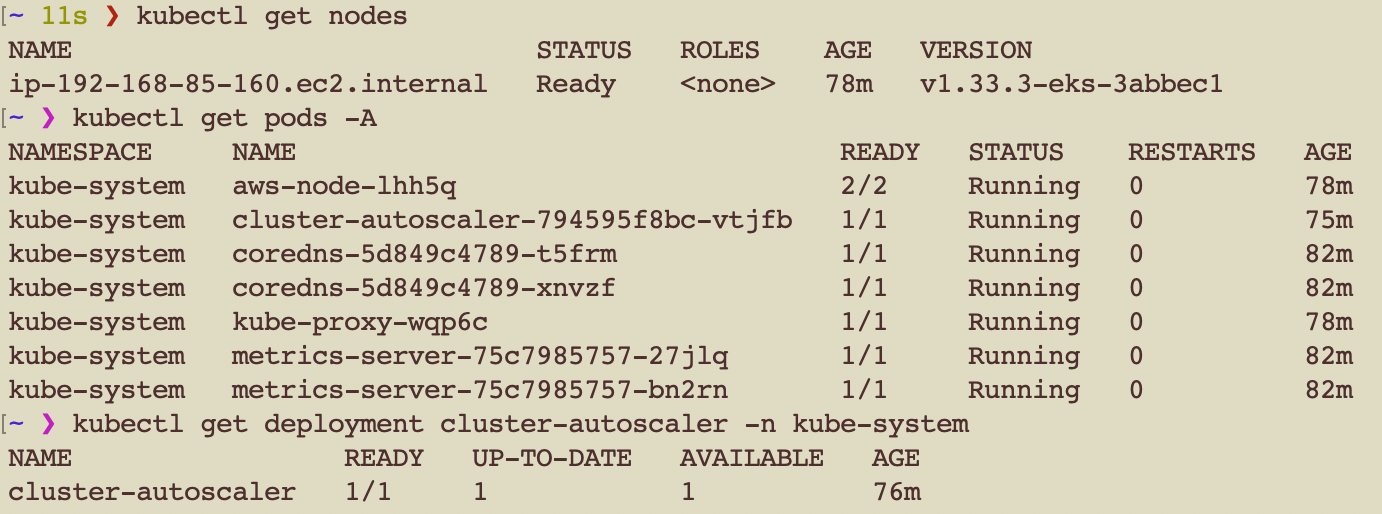 [~ 11s ❯ kubectl get nodes
NAME STATUS ROLES AGE VERSION
ip-192-168-85-160.ec2.internal Ready <none> 78m v1.33.3-eks-3abbec1
[~ ❯ kubectl get pods -A
NAMESPACE NAME READY STATUS RESTARTS AGE
kube-system aws-node-lhh5q 2/2 Running 0 78m
kube-system cluster-autoscaler-794595f8bc-vtjfb 1/1 Running 0 75m
kube-system coredns-5d849c4789-t5frm 1/1 Running 0 82m
kube-system coredns-5d849c4789-xnvzf 1/1 Running 0 82m
kube-system kube-proxy-wqp6c 1/1 Running 0 78m
kube-system metrics-server-75c7985757-27jlq 1/1 Running 0 82m
kube-system metrics-server-75c7985757-bn2rn 1/1 Running 0 82m
[~ ❯ kubectl get deployment cluster-autoscaler -n kube-system
NAME READY UP-TO-DATE AVAILABLE AGE
cluster-autoscaler 1/1 1 1 76m